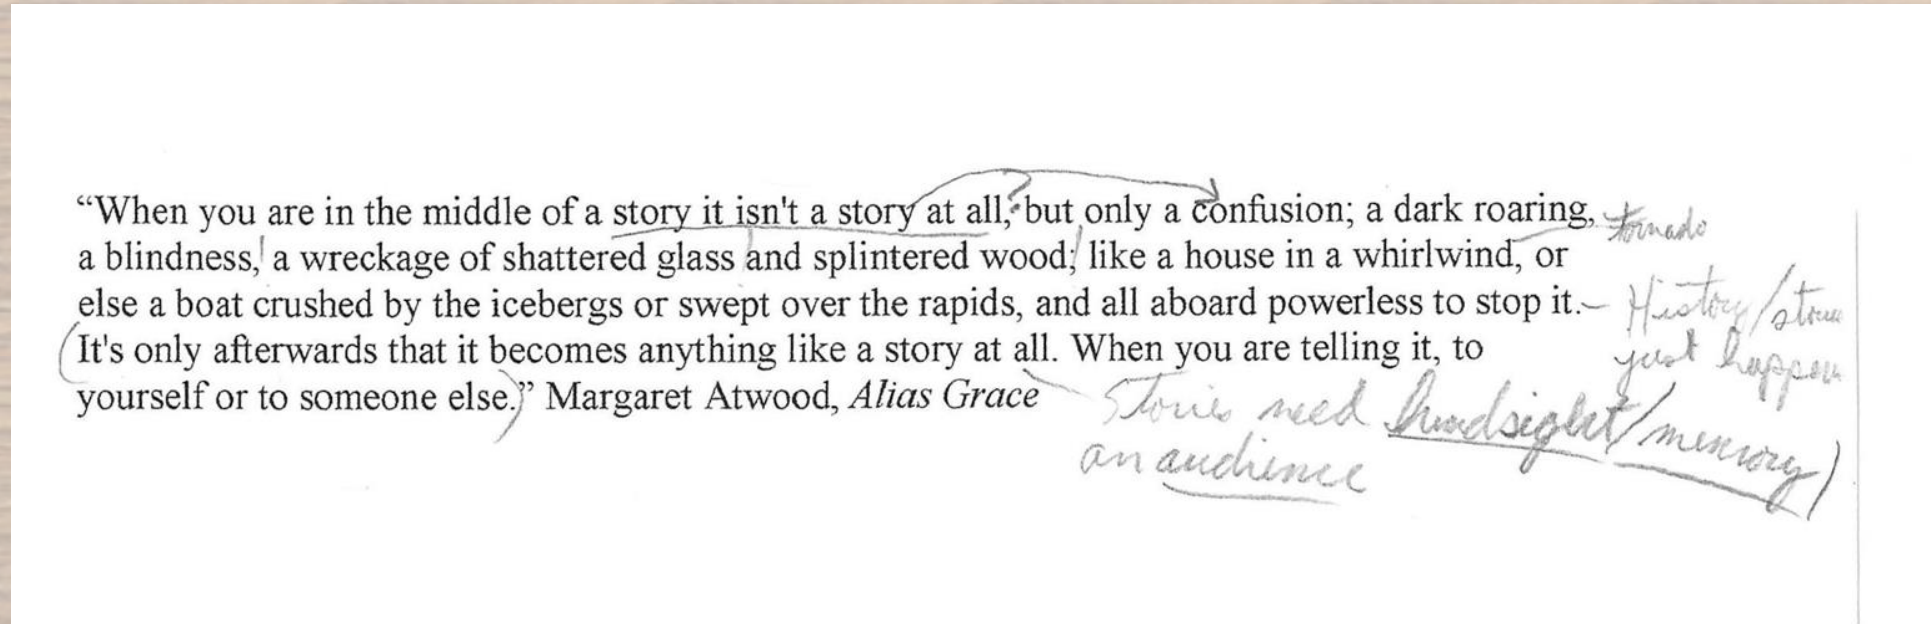 “When you are in the middle of a story it isn't a story at all, but only a confusion; a dark roaring,
tornado
a blindness, a wreckage of shattered glass and splintered wood; like a house in a whirlwind, or
else a boat crushed by the icebergs or swept over the rapids, and all aboard powerless to stop it.
History/
just happen
It's only afterwards that it becomes anything like a story at all. When you are telling it, to
yourself or to someone else.” Margaret Atwood, Alias Grace
Stories need hindsight/memory/
an audience